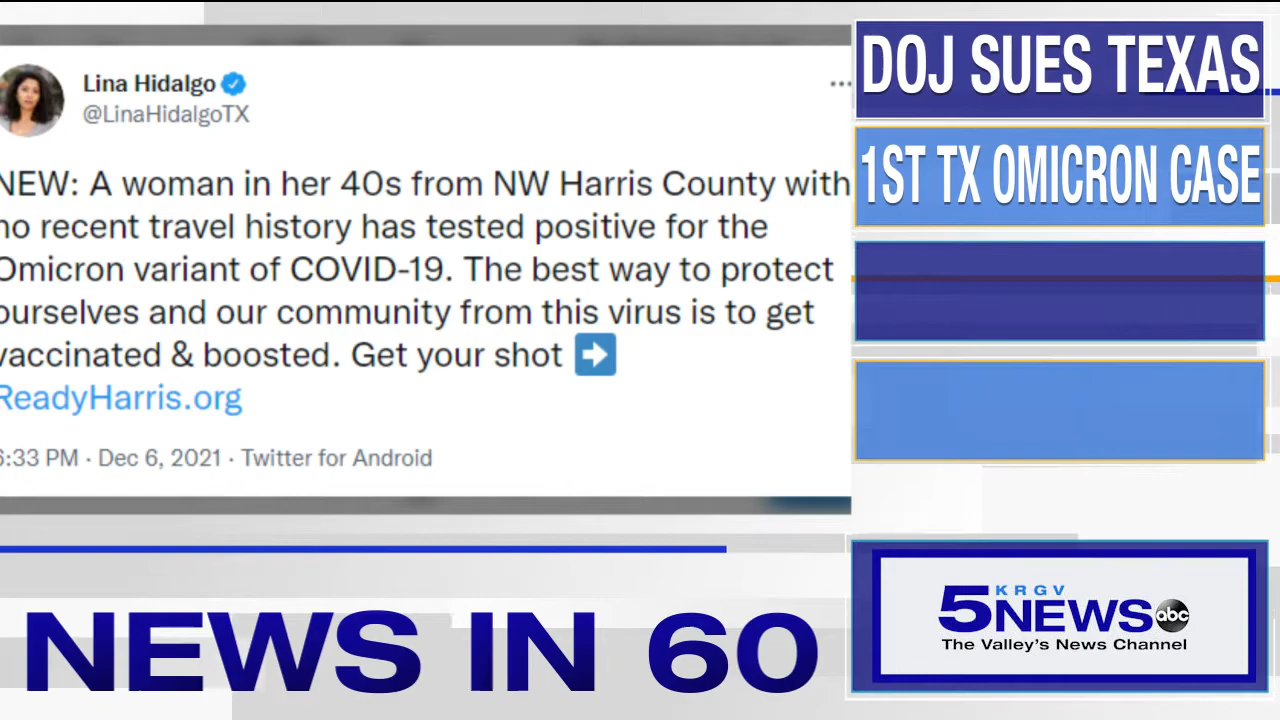 Lina Hidalgo
@LinaHidalgoTX
NEW: A woman in her 40s from NW Harris County with
no recent travel history has tested positive for the
Omicron variant of COVID-19. The best way to protect
ourselves and our community from this virus is to get
vaccinated & boosted. Get your shot ➡
ReadyHarris.org
6:33 PM · Dec 6, 2021 · Twitter for Android
DOJ SUES TEXAS
1ST TX OMICRON CASE
NEWS IN 60
KRGV
5NEWS abc
The Valley's News Channel